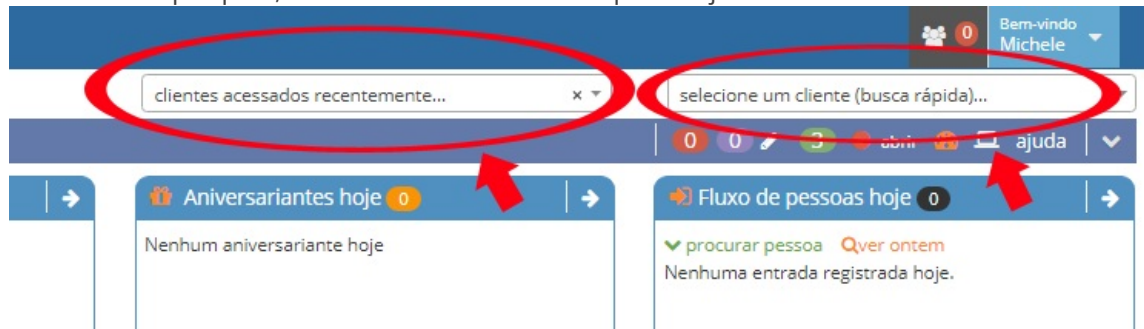 0 Bem-vindo
Michele
clientes acessados recentemente... ×
selecione um cliente (busca rápida)...
0 0 3 abrir ajuda
Aniversariantes hoje 0
Fluxo de pessoas hoje 0
Nenhum aniversariante hoje
procurar pessoa ver ontem
Nenhuma entrada registrada hoje.